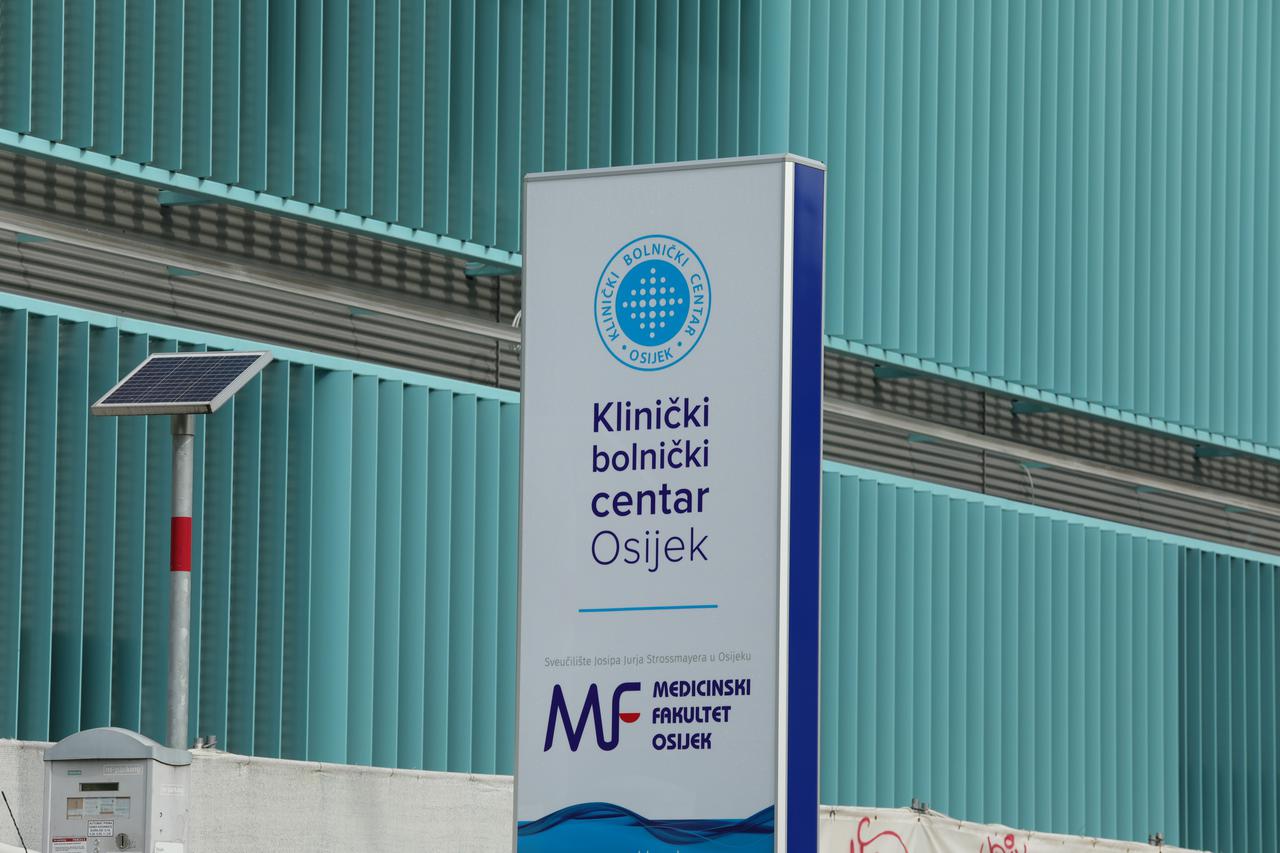 KLINIČKI BOLNIČKI CENTAR
• OSIJEK •
Klinički
bolnički
centar
Osijek
Sveučilište Josipa Jurja Strossmayera u Osijeku
MF
MEDICINSKI
FAKULTET
OSIJEK